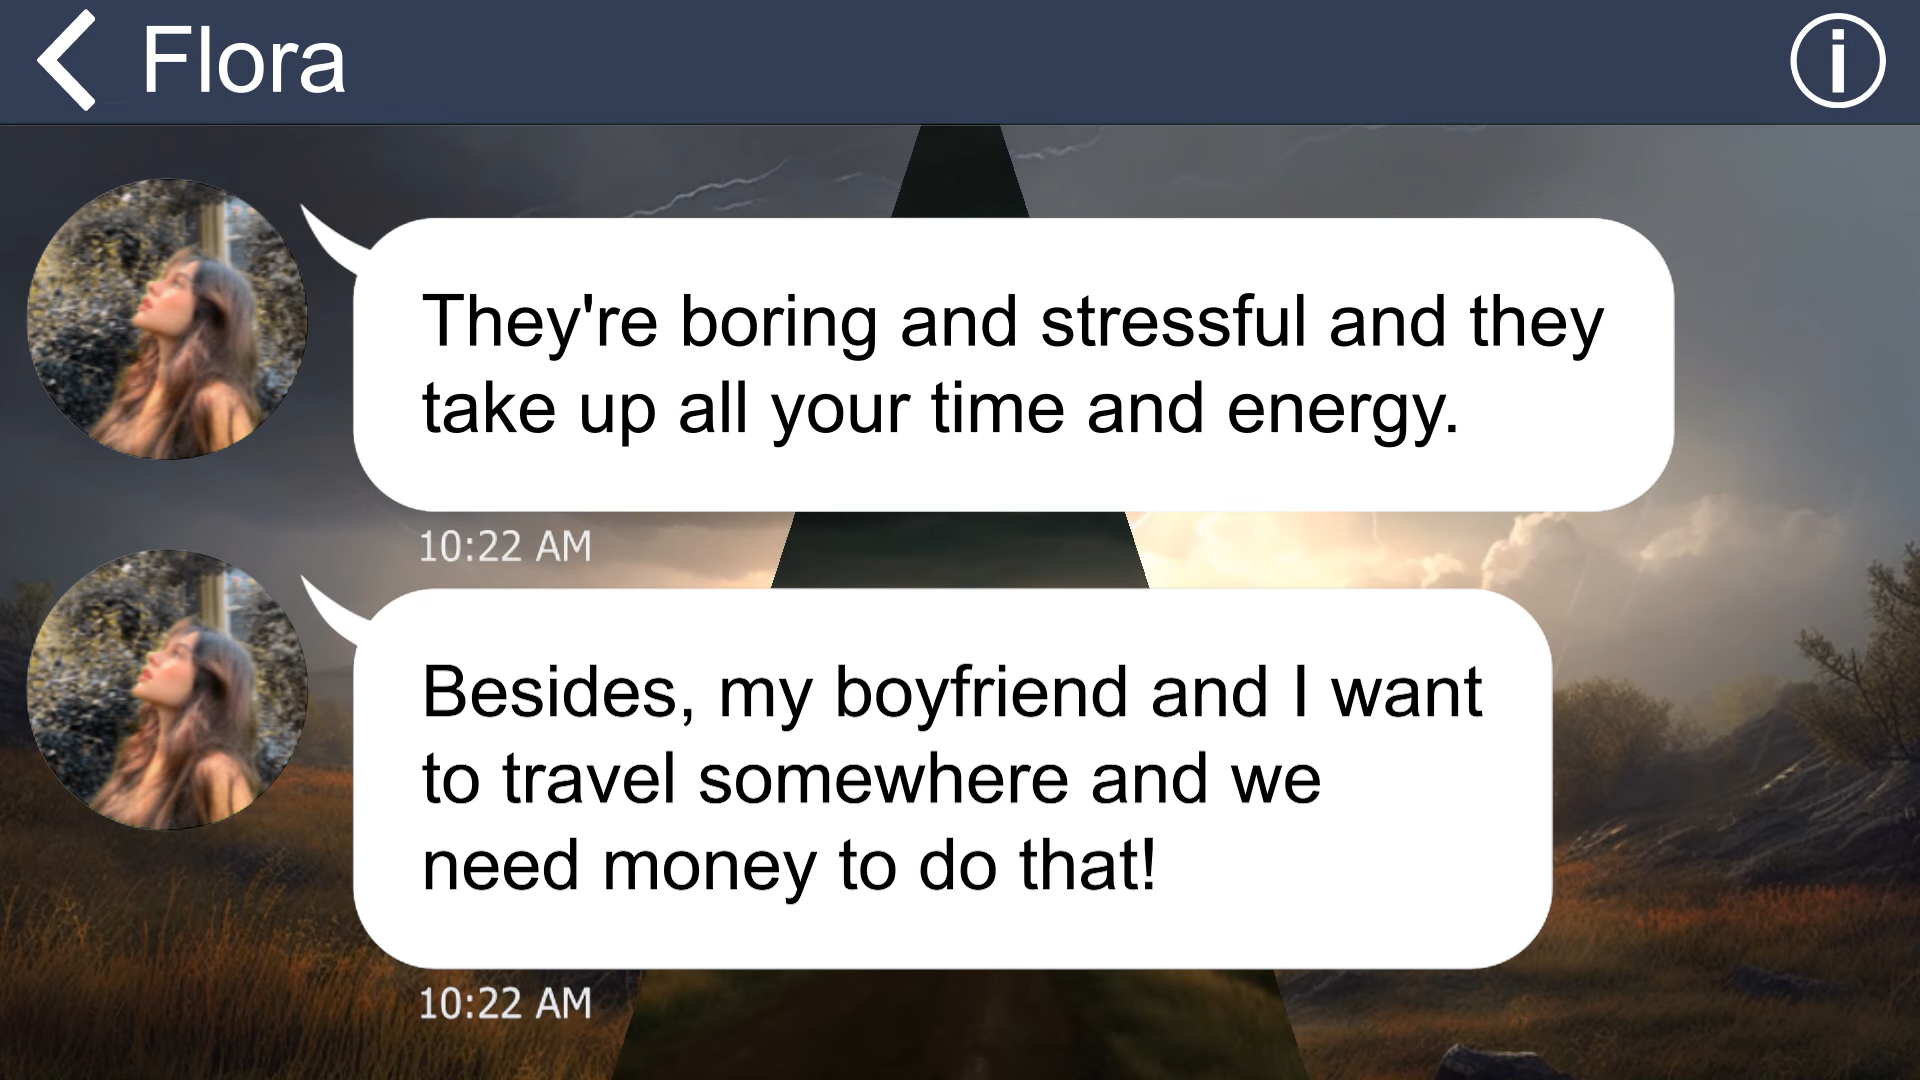 Flora
They're boring and stressful and they
take up all your time and energy.
10:22 AM
Besides, my boyfriend and I want
to travel somewhere and we
need money to do that!
10:22 AM